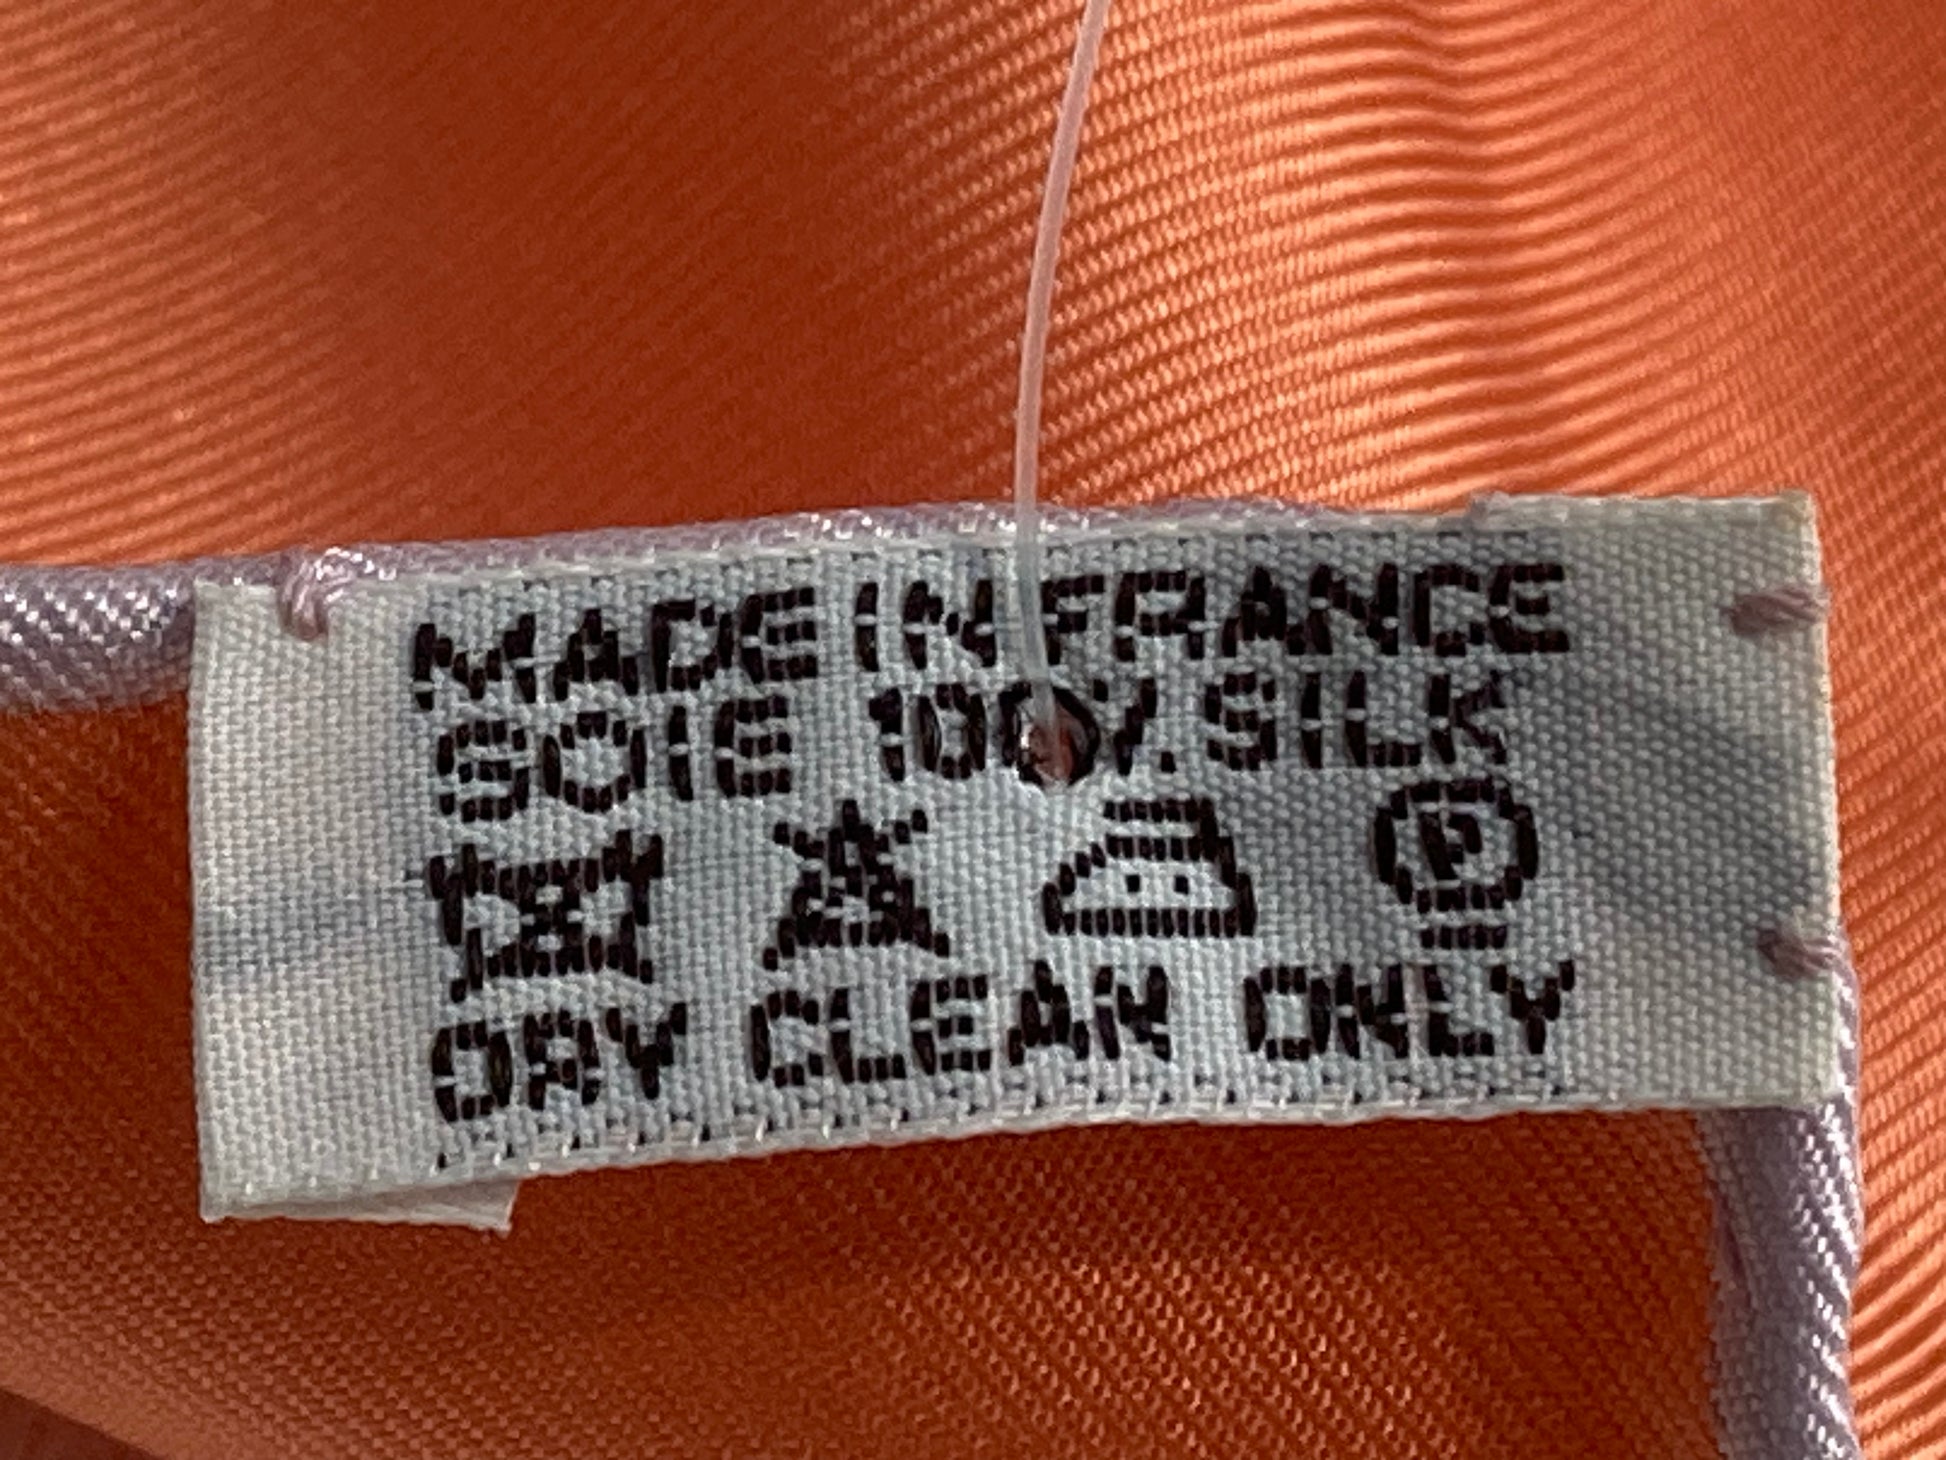 MADE IN FRANCE
SOIE 100% SILK
P
DRY CLEAN ONLY